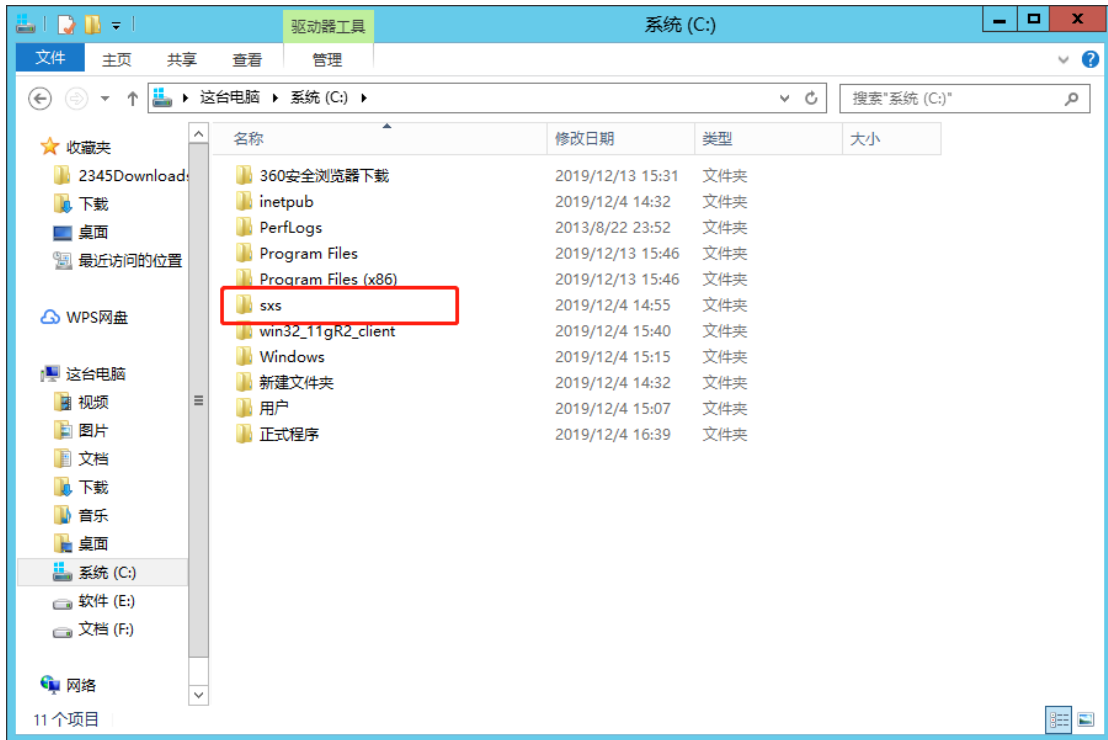 驱动器工具
系统 (C:)
文件 主页 共享 查看 管理
这台电脑 系统 (C:)
搜索"系统 (C:)"
名称 修改日期 类型 大小
收藏夹
2345Downloads
下载
桌面
最近访问的位置
WPS网盘
这台电脑
视频
图片
文档
下载
音乐
桌面
系统 (C:)
软件 (E:)
文档 (F:)
网络
360安全浏览器下载 2019/12/13 15:31 文件夹
inetpub 2019/12/4 14:32 文件夹
PerfLogs 2013/8/22 23:52 文件夹
Program Files 2019/12/13 15:46 文件夹
Program Files (x86) 2019/12/13 15:46 文件夹
sxs 2019/12/4 14:55 文件夹
win32_11gR2_client 2019/12/4 15:40 文件夹
Windows 2019/12/4 15:15 文件夹
新建文件夹 2019/12/4 14:32 文件夹
用户 2019/12/4 15:07 文件夹
正式程序 2019/12/4 16:39 文件夹
11 个项目